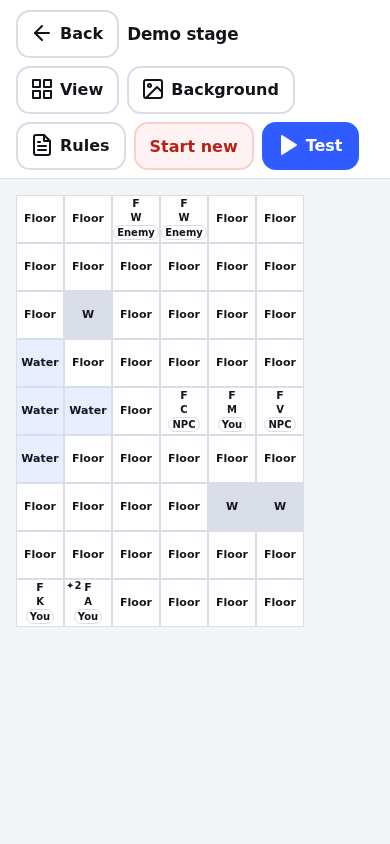 Back Demo stage
View Background
Rules Start new Test
Floor Floor F W Enemy F W Enemy Floor Floor
Floor Floor Floor Floor Floor Floor
Floor W Floor Floor Floor Floor
Water Floor Floor Floor Floor Floor
Water Water Floor F C NPC F M You F V NPC
Water Floor Floor Floor Floor Floor
Floor Floor Floor Floor W W
Floor Floor Floor Floor Floor Floor
F K You ✦2 F A You Floor Floor Floor Floor